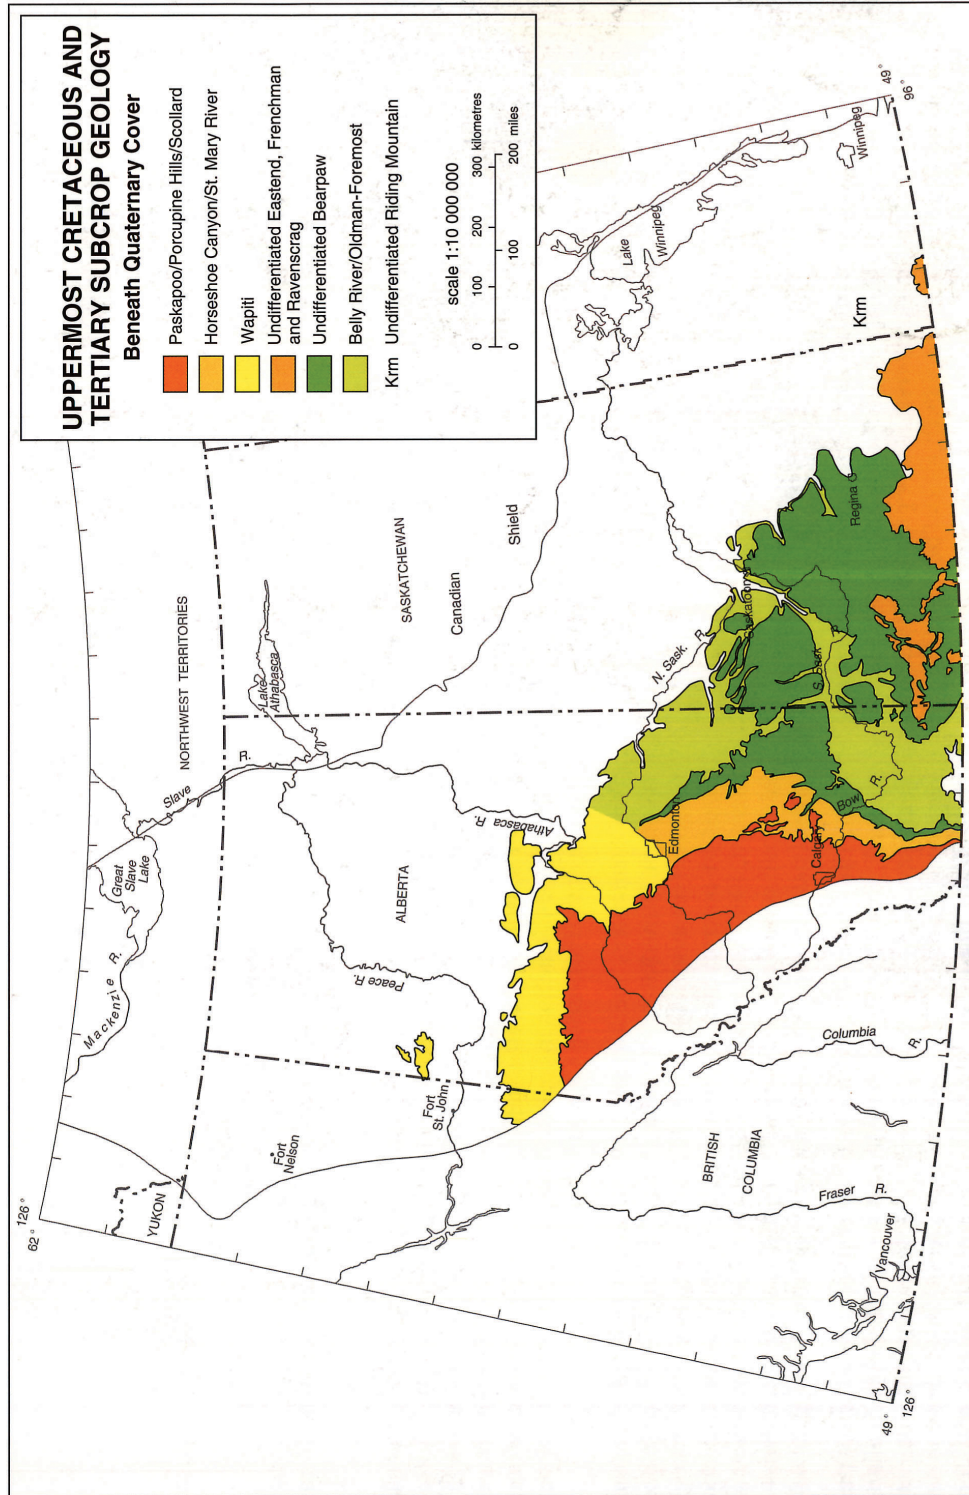 UPPERMOST CRETACEOUS AND
TERTIARY SUBCROP GEOLOGY
Beneath Quaternary Cover
Paskapoo/Porcupine Hills/Scollard
Horseshoe Canyon/St. Mary River
Wapiti
Undifferentiated Eastend, Frenchman
and Ravenscrag
Undifferentiated Bearpaw
Belly River/Oldman-Foremost
Krm Undifferentiated Riding Mountain
scale 1:10 000 000
0 100 200 300 kilometres
0 100 200 miles
126°
62°
YUKON
NORTHWEST TERRITORIES
Mackenzie R.
Great
Slave
Lake
Slave R.
Lake
Athabasca
Fort
Nelson
Fort
St. John
Peace R.
ALBERTA
Athabasca R.
SASKATCHEWAN
Canadian Shield
N. Sask. R.
Lake
Winnipeg
Winnipeg
Krm
49°
96°
BRITISH
COLUMBIA
Columbia
R.
Fraser R.
Vancouver
Edmonton
Calgary
Bow
R.
S. Sask
R.
Saskatoon
Regina
49°
126°